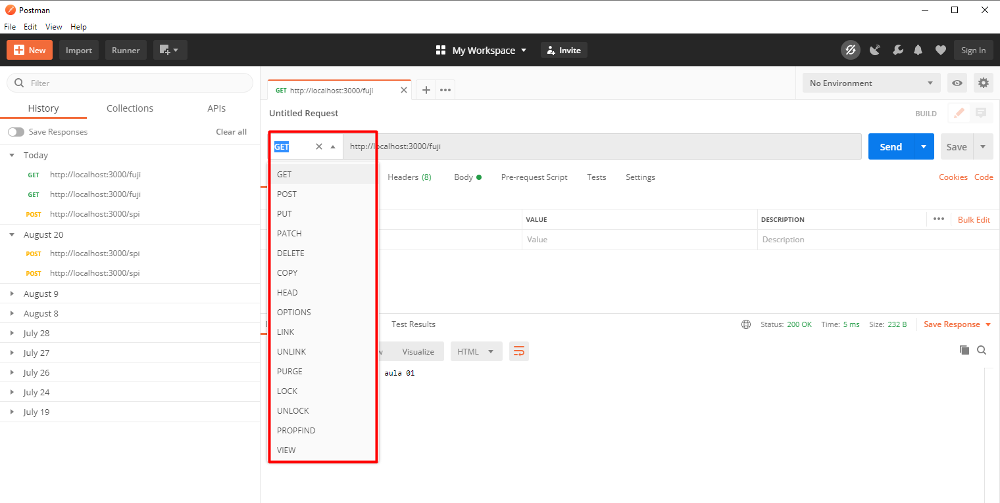 Postman
File Edit View Help
New Import Runner My Workspace Invite Sign In
Filter
History Collections APIs
Save Responses Clear all
Today
GET http://localhost:3000/fuji
GET http://localhost:3000/fuji
POST http://localhost:3000/spi
August 20
POST http://localhost:3000/spi
POST http://localhost:3000/spi
August 9
August 8
July 28
July 27
July 26
July 24
July 19
GET http://localhost:3000/fuji
No Environment
Untitled Request
BUILD
GET http://localhost:3000/fuji Send Save
GET
POST
PUT
PATCH
DELETE
COPY
HEAD
OPTIONS
LINK
UNLINK
PURGE
LOCK
UNLOCK
PROPFIND
VIEW
Headers (8) Body Pre-request Script Tests Settings Cookies Code
VALUE DESCRIPTION ••• Bulk Edit
Value Description
Test Results Status: 200 OK Time: 5 ms Size: 232 B Save Response
Visualize HTML
aula 01